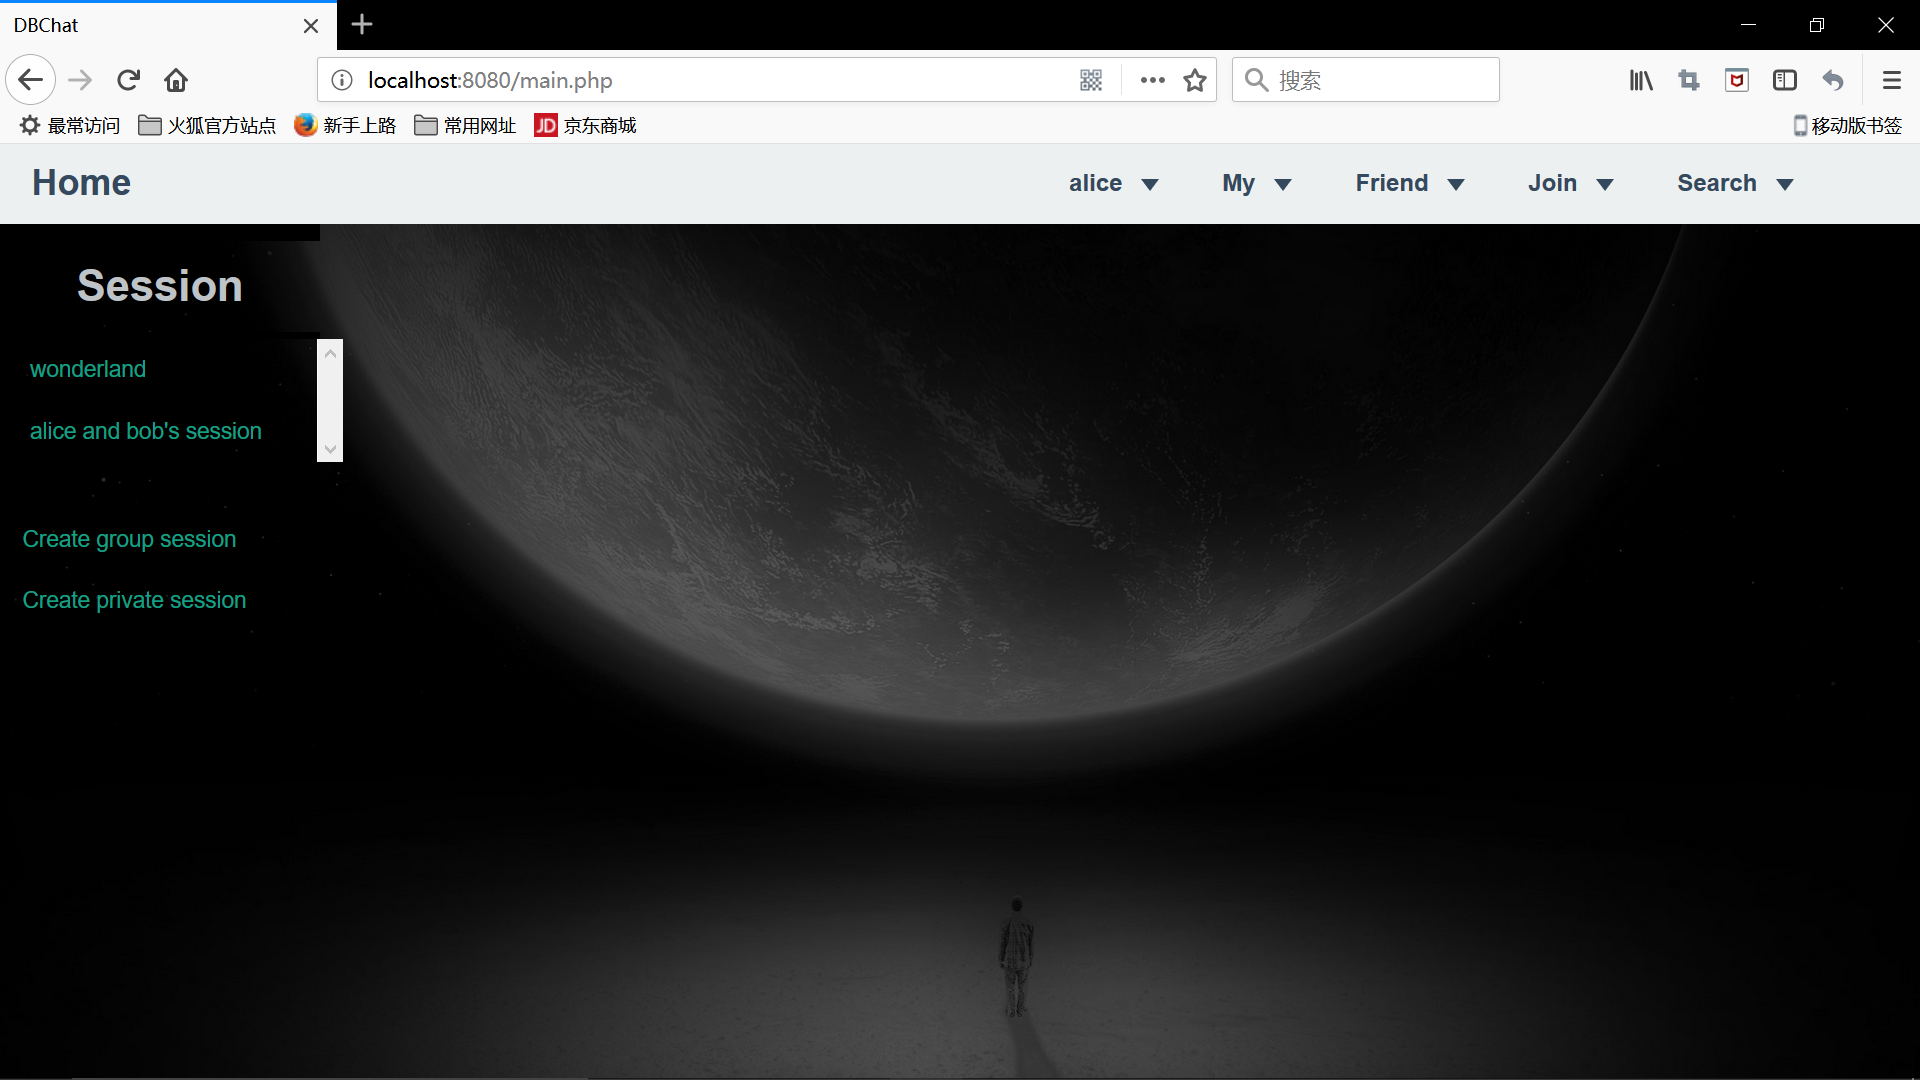 DBChat
localhost:8080/main.php
搜索
最常访问 火狐官方站点 新手上路 常用网址 JD 京东商城 移动版书签
Home alice My Friend Join Search
Session
wonderland
alice and bob's session
Create group session
Create private session